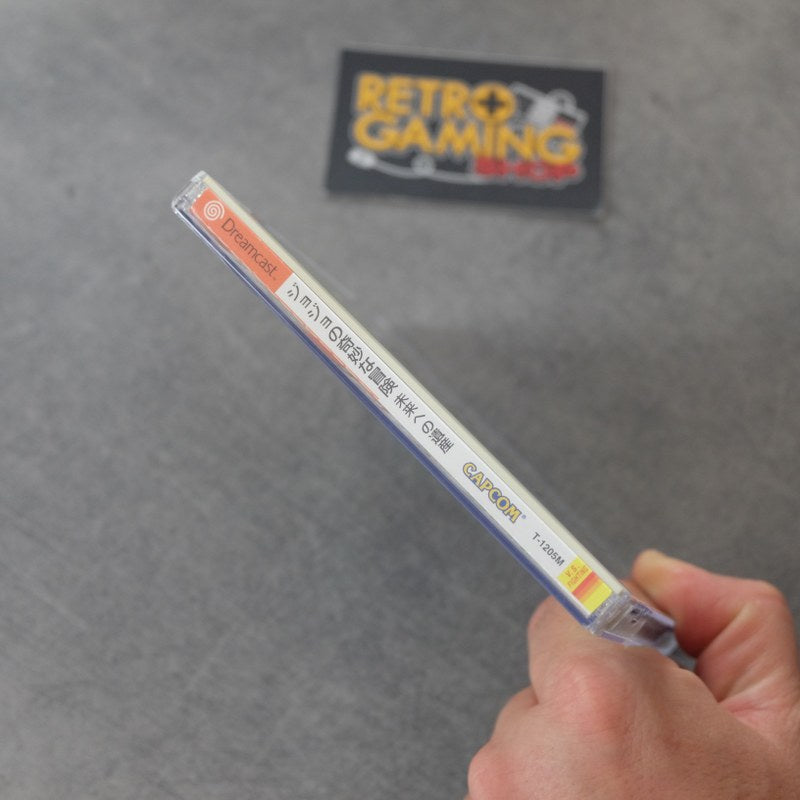 RETRO
GAMING
SHOP
Dreamcast
ジョジョの奇妙な冒険 未来への遺産
CAPCOM®
T-1205M
V.S.
FIGHTING